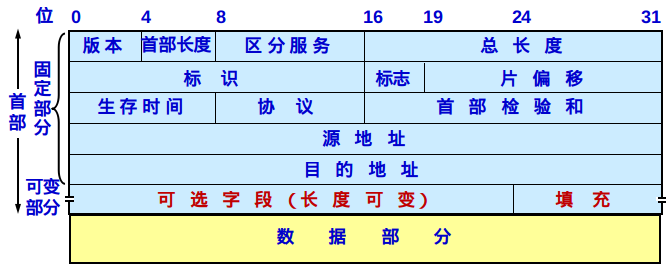 位 0 4 8 16 19 24 31
版本 首部长度 区分服务 总长度
标识 标志 片偏移
生存时间 协议 首部检验和
源地址
目的地址
可选字段（长度可变） 填充
数据部分
首部
固定部分
可变部分